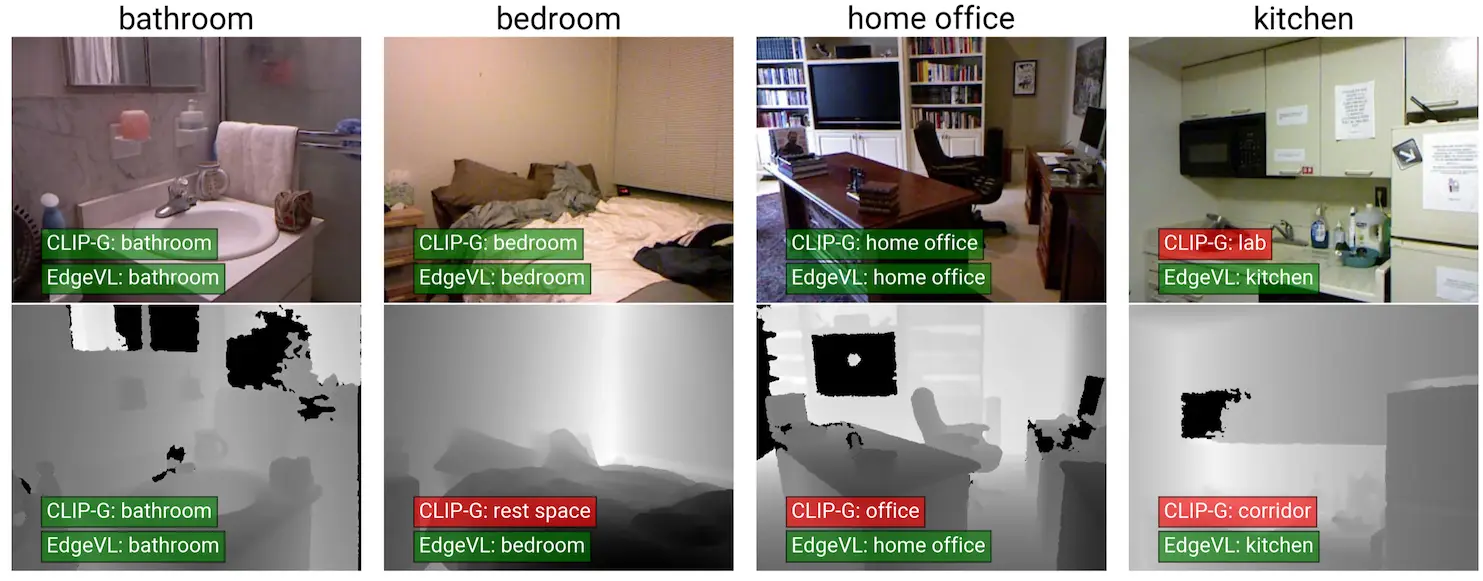 bathroom
bedroom
home office
kitchen
CLIP-G: bathroom
EdgeVL: bathroom
CLIP-G: bedroom
EdgeVL: bedroom
CLIP-G: home office
EdgeVL: home office
CLIP-G: lab
EdgeVL: kitchen
CLIP-G: bathroom
EdgeVL: bathroom
CLIP-G: rest space
EdgeVL: bedroom
CLIP-G: office
EdgeVL: home office
CLIP-G: corridor
EdgeVL: kitchen